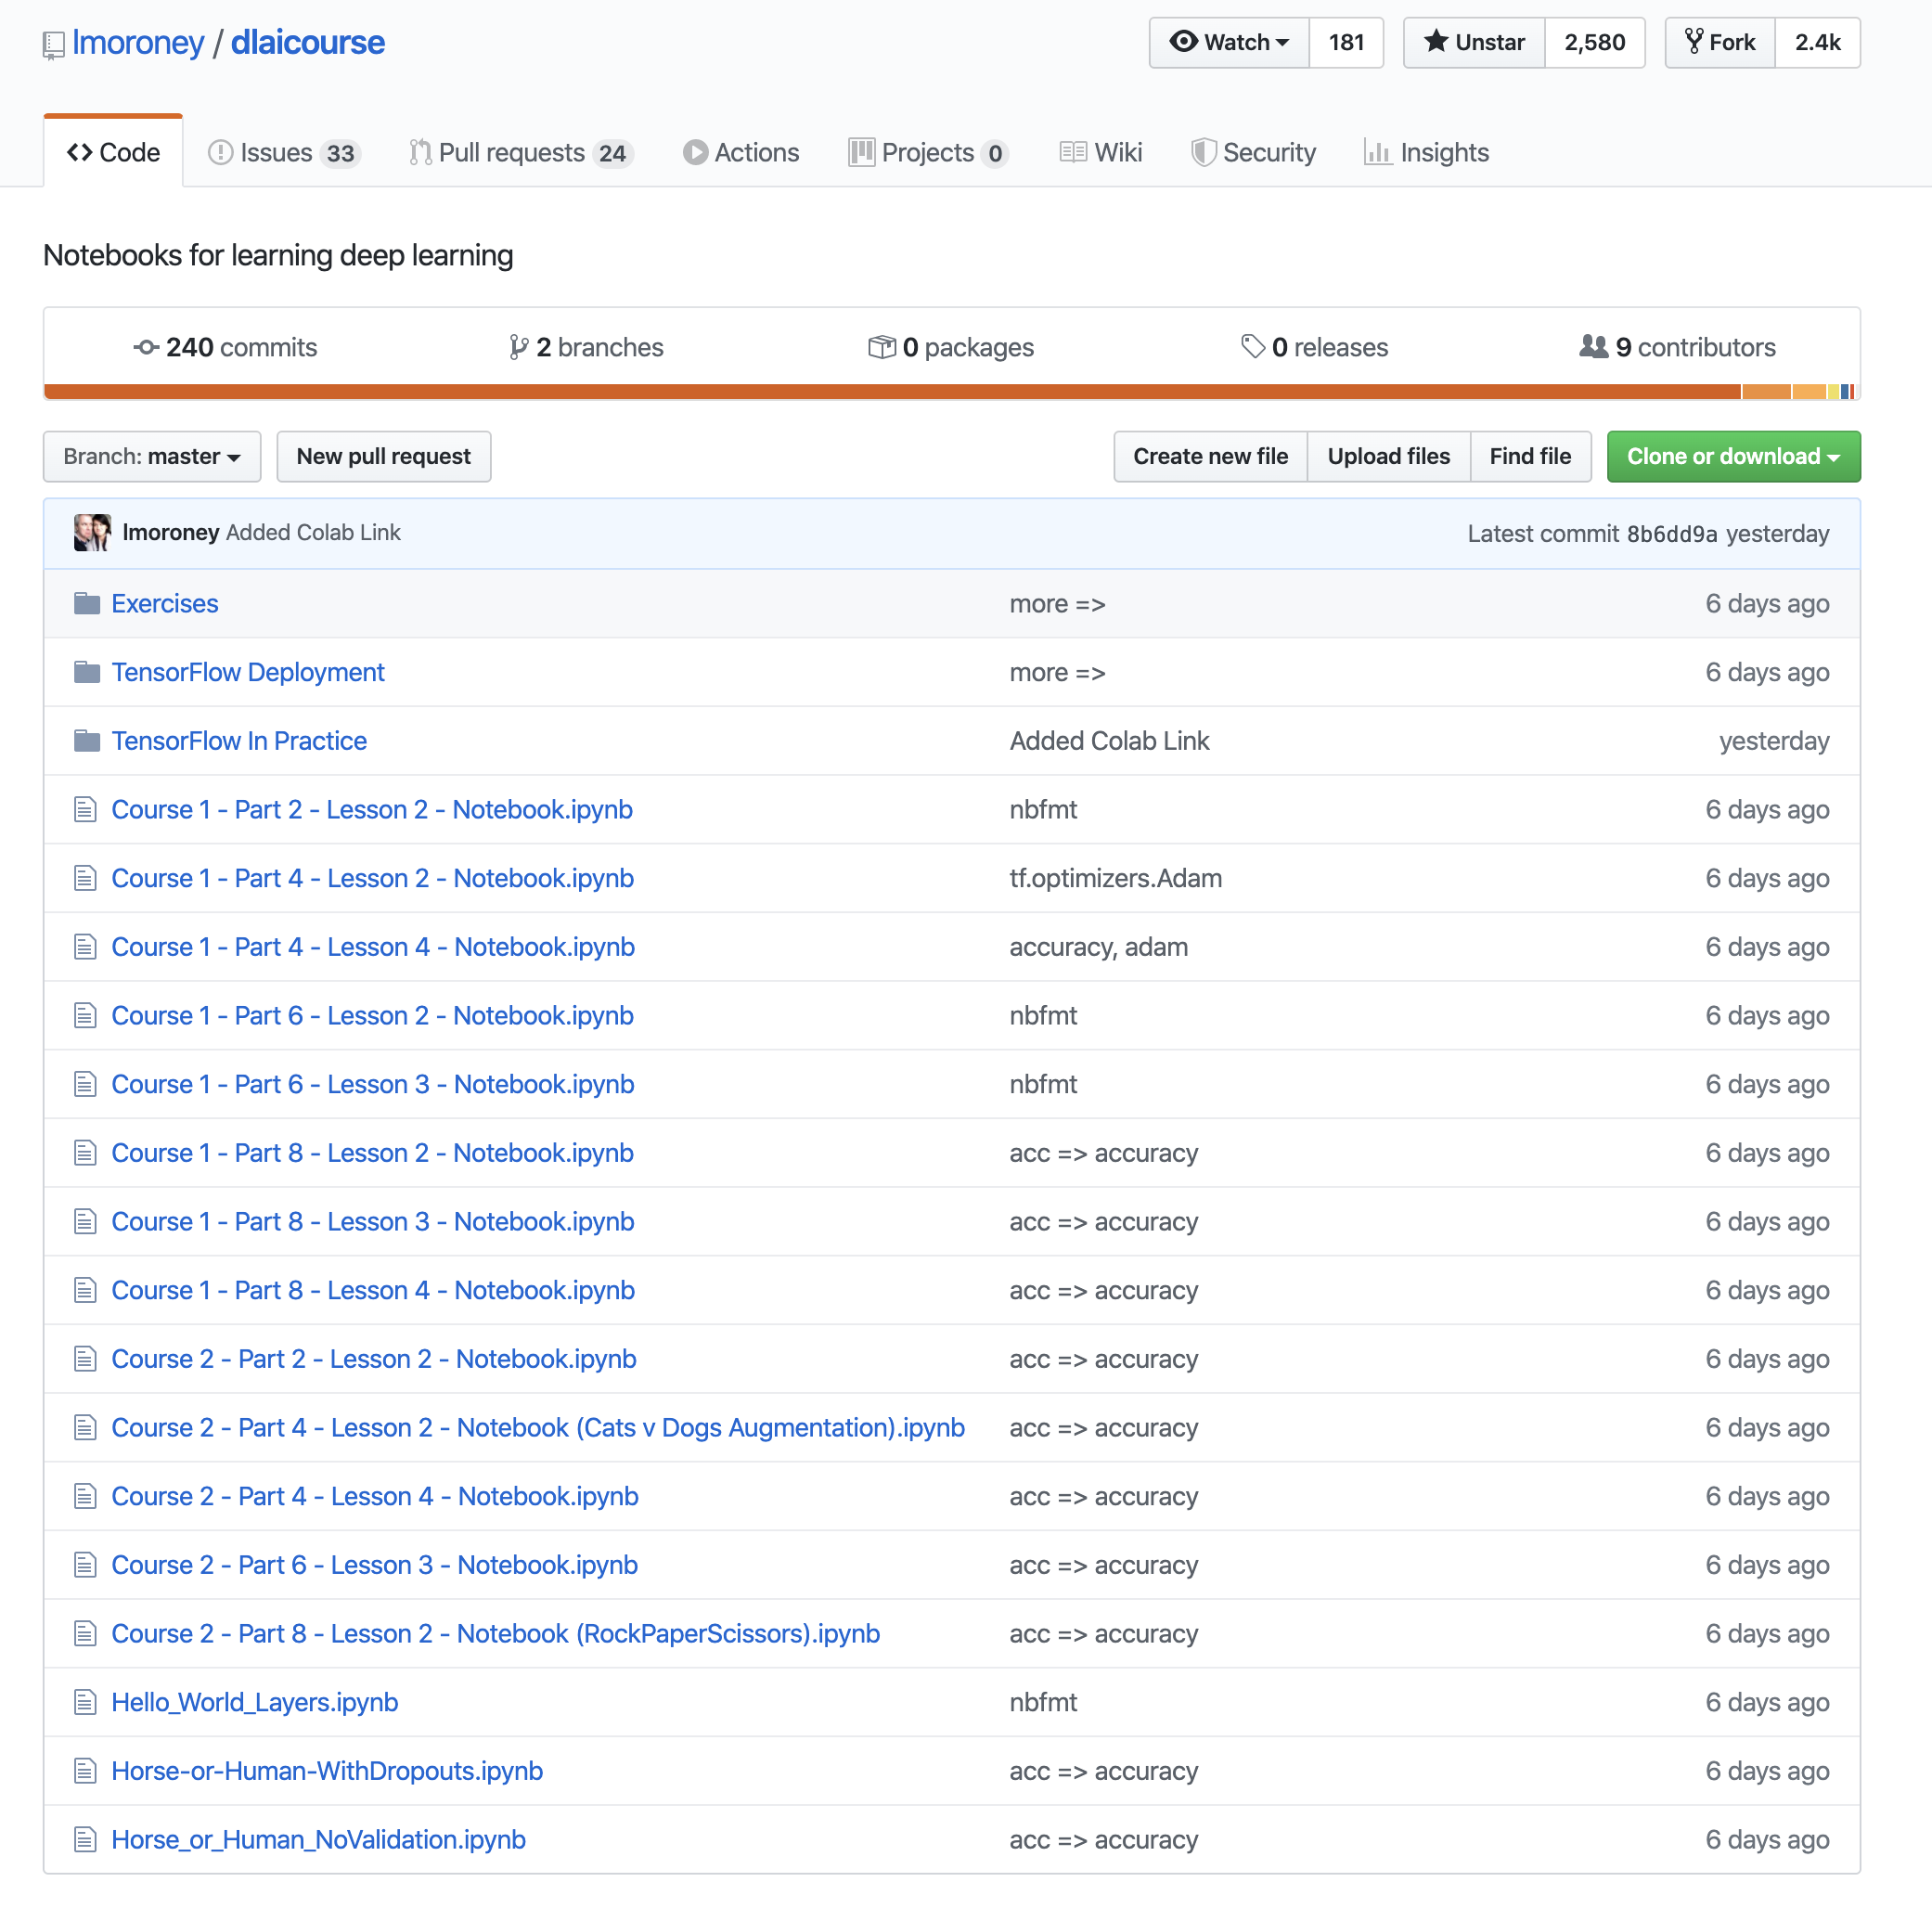 lmoroney / dlaicourse Watch 181 Unstar 2,580 Fork 2.4k
Code Issues 33 Pull requests 24 Actions Projects 0 Wiki Security Insights
Notebooks for learning deep learning
240 commits 2 branches 0 packages 0 releases 9 contributors
Branch: master New pull request Create new file Upload files Find file Clone or download
lmoroney Added Colab Link Latest commit 8b6dd9a yesterday
Exercises more => 6 days ago
TensorFlow Deployment more => 6 days ago
TensorFlow In Practice Added Colab Link yesterday
Course 1 - Part 2 - Lesson 2 - Notebook.ipynb nbfmt 6 days ago
Course 1 - Part 4 - Lesson 2 - Notebook.ipynb tf.optimizers.Adam 6 days ago
Course 1 - Part 4 - Lesson 4 - Notebook.ipynb accuracy, adam 6 days ago
Course 1 - Part 6 - Lesson 2 - Notebook.ipynb nbfmt 6 days ago
Course 1 - Part 6 - Lesson 3 - Notebook.ipynb nbfmt 6 days ago
Course 1 - Part 8 - Lesson 2 - Notebook.ipynb acc => accuracy 6 days ago
Course 1 - Part 8 - Lesson 3 - Notebook.ipynb acc => accuracy 6 days ago
Course 1 - Part 8 - Lesson 4 - Notebook.ipynb acc => accuracy 6 days ago
Course 2 - Part 2 - Lesson 2 - Notebook.ipynb acc => accuracy 6 days ago
Course 2 - Part 4 - Lesson 2 - Notebook (Cats v Dogs Augmentation).ipynb acc => accuracy 6 days ago
Course 2 - Part 4 - Lesson 4 - Notebook.ipynb acc => accuracy 6 days ago
Course 2 - Part 6 - Lesson 3 - Notebook.ipynb acc => accuracy 6 days ago
Course 2 - Part 8 - Lesson 2 - Notebook (RockPaperScissors).ipynb acc => accuracy 6 days ago
Hello_World_Layers.ipynb nbfmt 6 days ago
Horse-or-Human-WithDropouts.ipynb acc => accuracy 6 days ago
Horse_or_Human_NoValidation.ipynb acc => accuracy 6 days ago